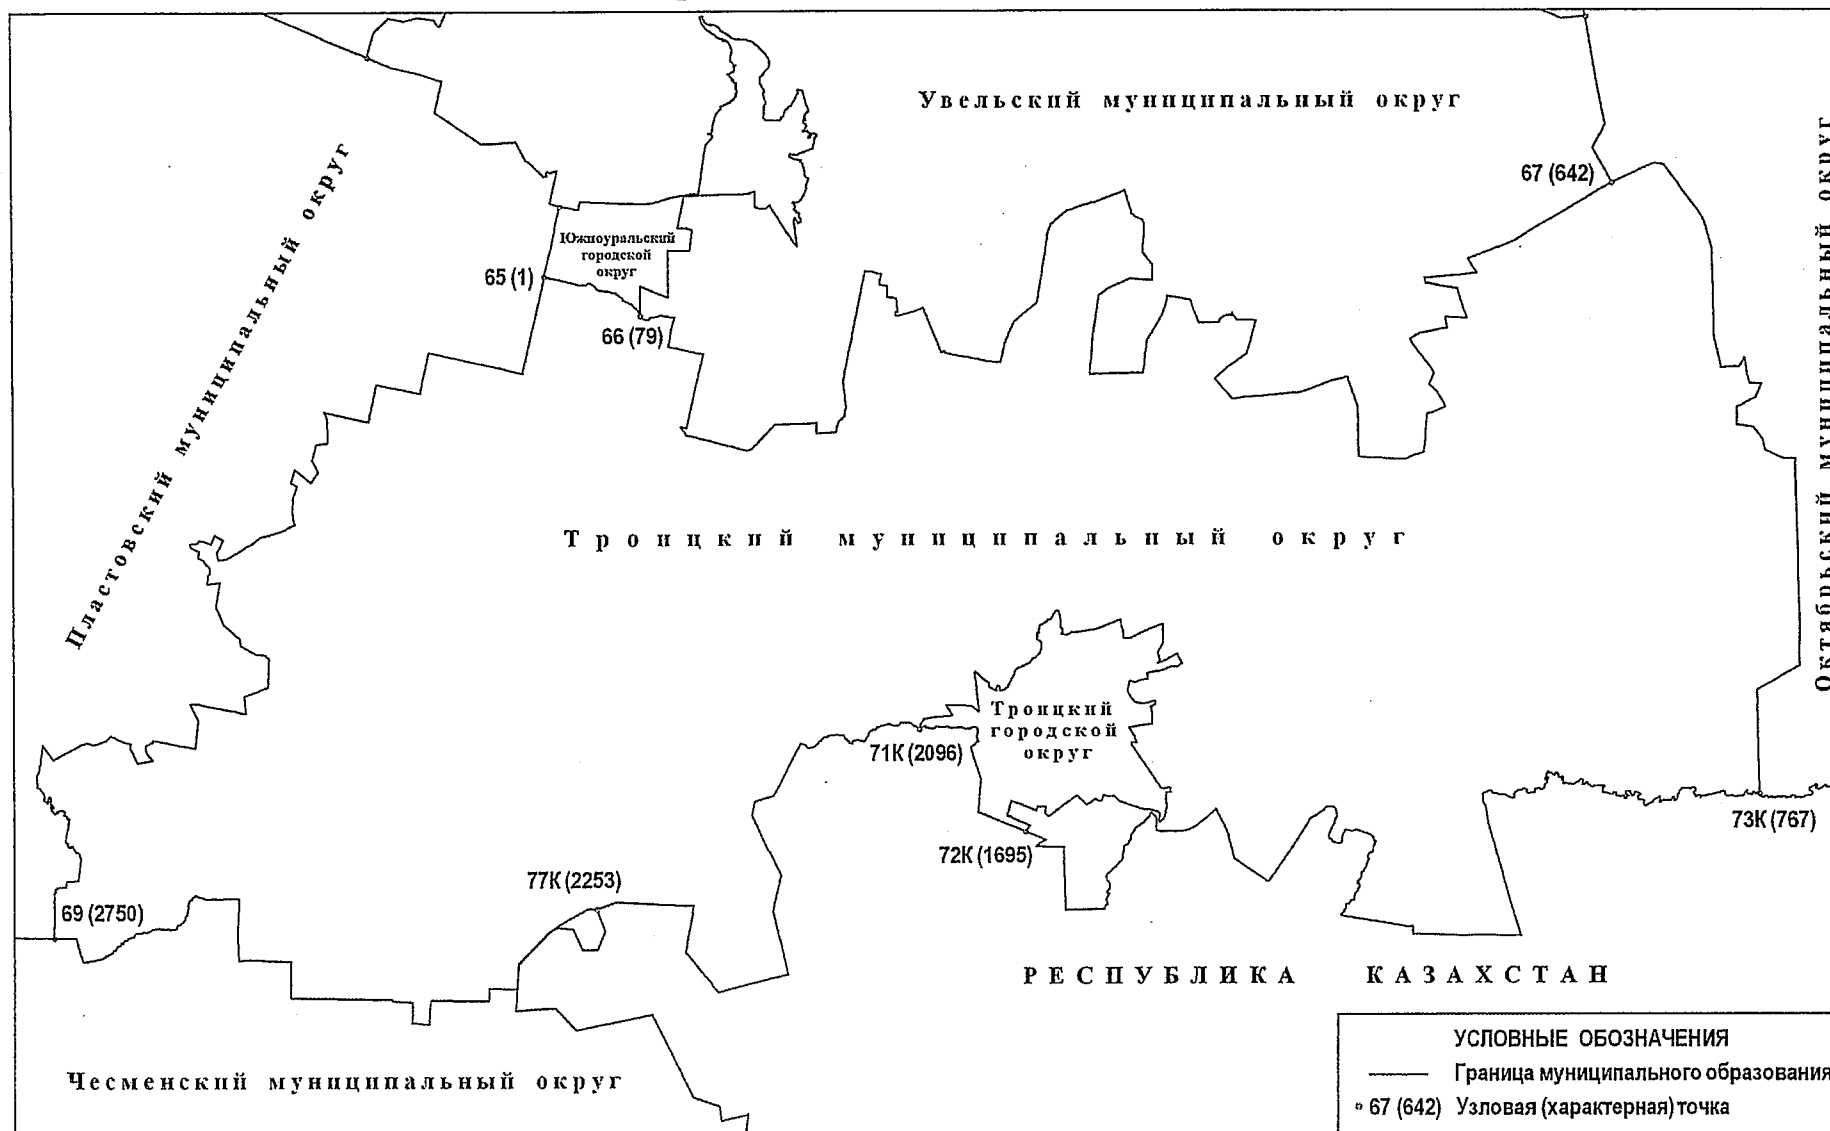 Увельский муниципальный округ
67 (642)
Пластовский муниципальный округ
Октябрьский муниципальный округ
Южноуральский
городской
округ
65 (1)
66 (79)
Троицкий муниципальный округ
Троицкий
городской
округ
71К (2096)
73К (767)
72К (1695)
77К (2253)
69 (2750)
РЕСПУБЛИКА КАЗАХСТАН
Чесменский муниципальный округ
УСЛОВНЫЕ ОБОЗНАЧЕНИЯ
Граница муниципального образования
67 (642) Узловая (характерная) точка